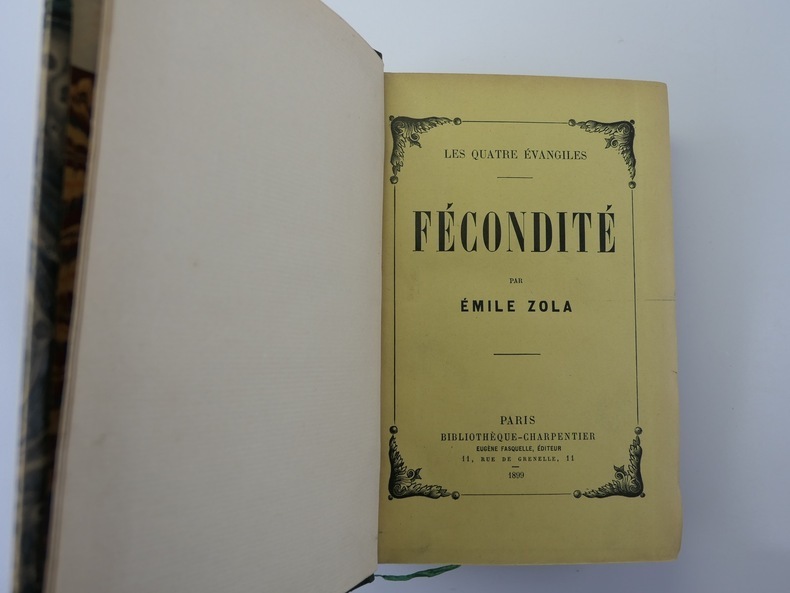 LES QUATRE ÉVANGILES
FÉCONDITÉ
PAR
ÉMILE ZOLA
PARIS
BIBLIOTHÈQUE-CHARPENTIER
EUGÈNE FASQUELLE, ÉDITEUR
11, RUE DE GRENELLE, 11
1899